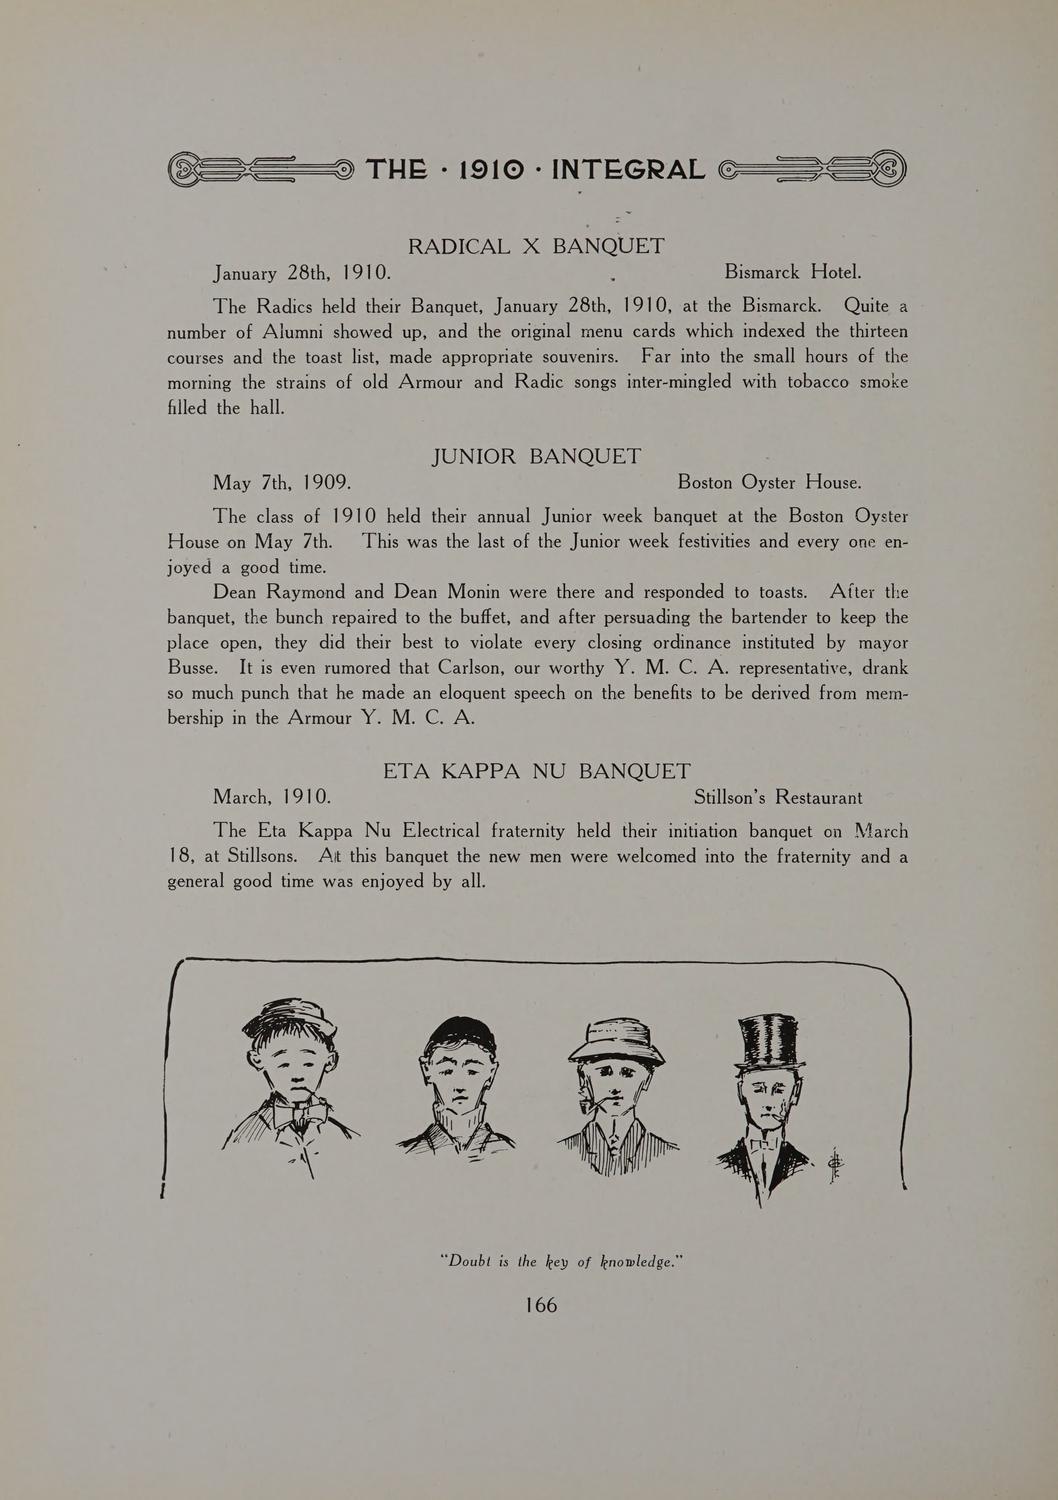 THE · 1910 · INTEGRAL
RADICAL X BANQUET
January 28th, 1910. Bismarck Hotel.
The Radics held their Banquet, January 28th, 1910, at the Bismarck. Quite a
number of Alumni showed up, and the original menu cards which indexed the thirteen
courses and the toast list, made appropriate souvenirs. Far into the small hours of the
morning the strains of old Armour and Radic songs inter-mingled with tobacco smoke
filled the hall.
JUNIOR BANQUET
May 7th, 1909. Boston Oyster House.
The class of 1910 held their annual Junior week banquet at the Boston Oyster
House on May 7th. This was the last of the Junior week festivities and every one en-
joyed a good time.
Dean Raymond and Dean Monin were there and responded to toasts. After the
banquet, the bunch repaired to the buffet, and after persuading the bartender to keep the
place open, they did their best to violate every closing ordinance instituted by mayor
Busse. It is even rumored that Carlson, our worthy Y. M. C. A. representative, drank
so much punch that he made an eloquent speech on the benefits to be derived from mem-
bership in the Armour Y. M. C. A.
ETA KAPPA NU BANQUET
March, 1910. Stillson's Restaurant
The Eta Kappa Nu Electrical fraternity held their initiation banquet on March
18, at Stillsons. At this banquet the new men were welcomed into the fraternity and a
general good time was enjoyed by all.
"Doubt is the key of knowledge."
166